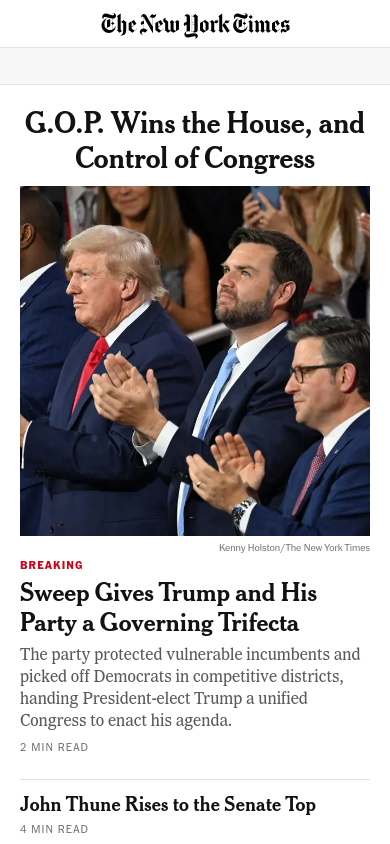 The New York Times
G.O.P. Wins the House, and
Control of Congress
Kenny Holston/The New York Times
BREAKING
Sweep Gives Trump and His
Party a Governing Trifecta
The party protected vulnerable incumbents and
picked off Democrats in competitive districts,
handing President-elect Trump a unified
Congress to enact his agenda.
2 MIN READ
John Thune Rises to the Senate Top
4 MIN READ